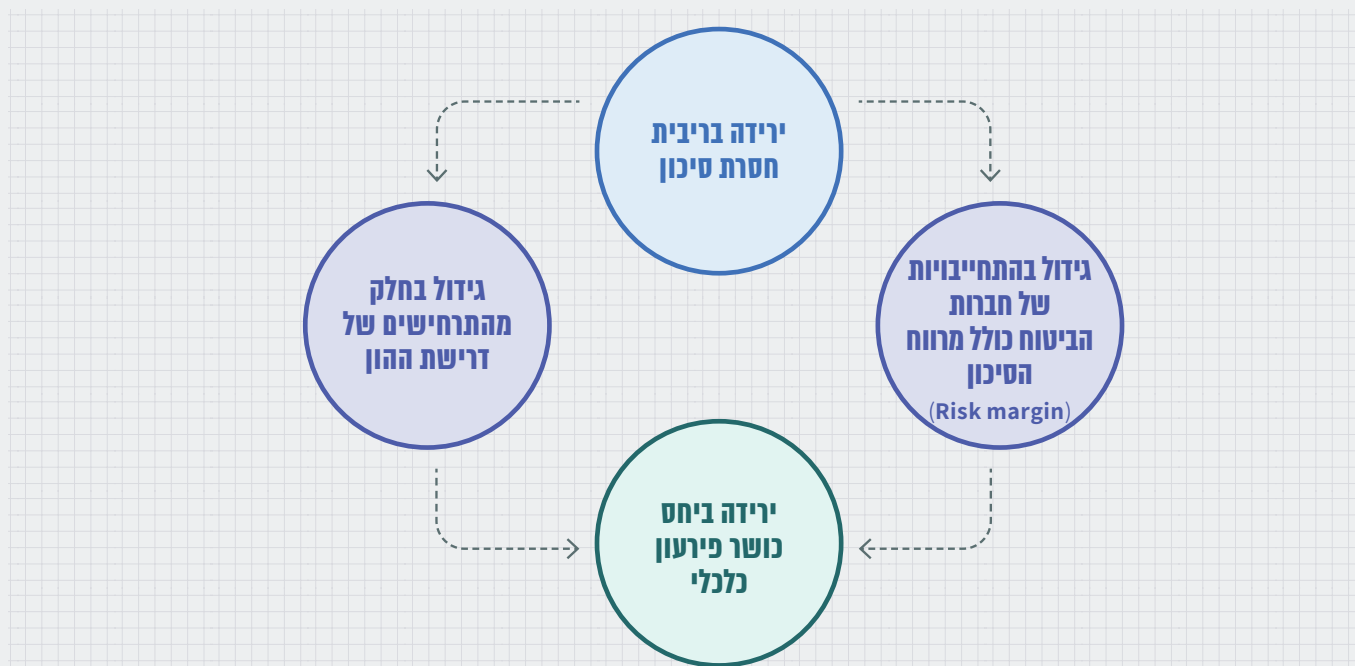 ירידה בריבית
חסרת סיכון
גידול בהתחייבויות
של חברות
הביטוח כולל מרווח
הסיכון
(Risk margin)
גידול בחלק
מהתרחישים של
דרישת ההון
ירידה ביחס
כושר פירעון
כלכלי